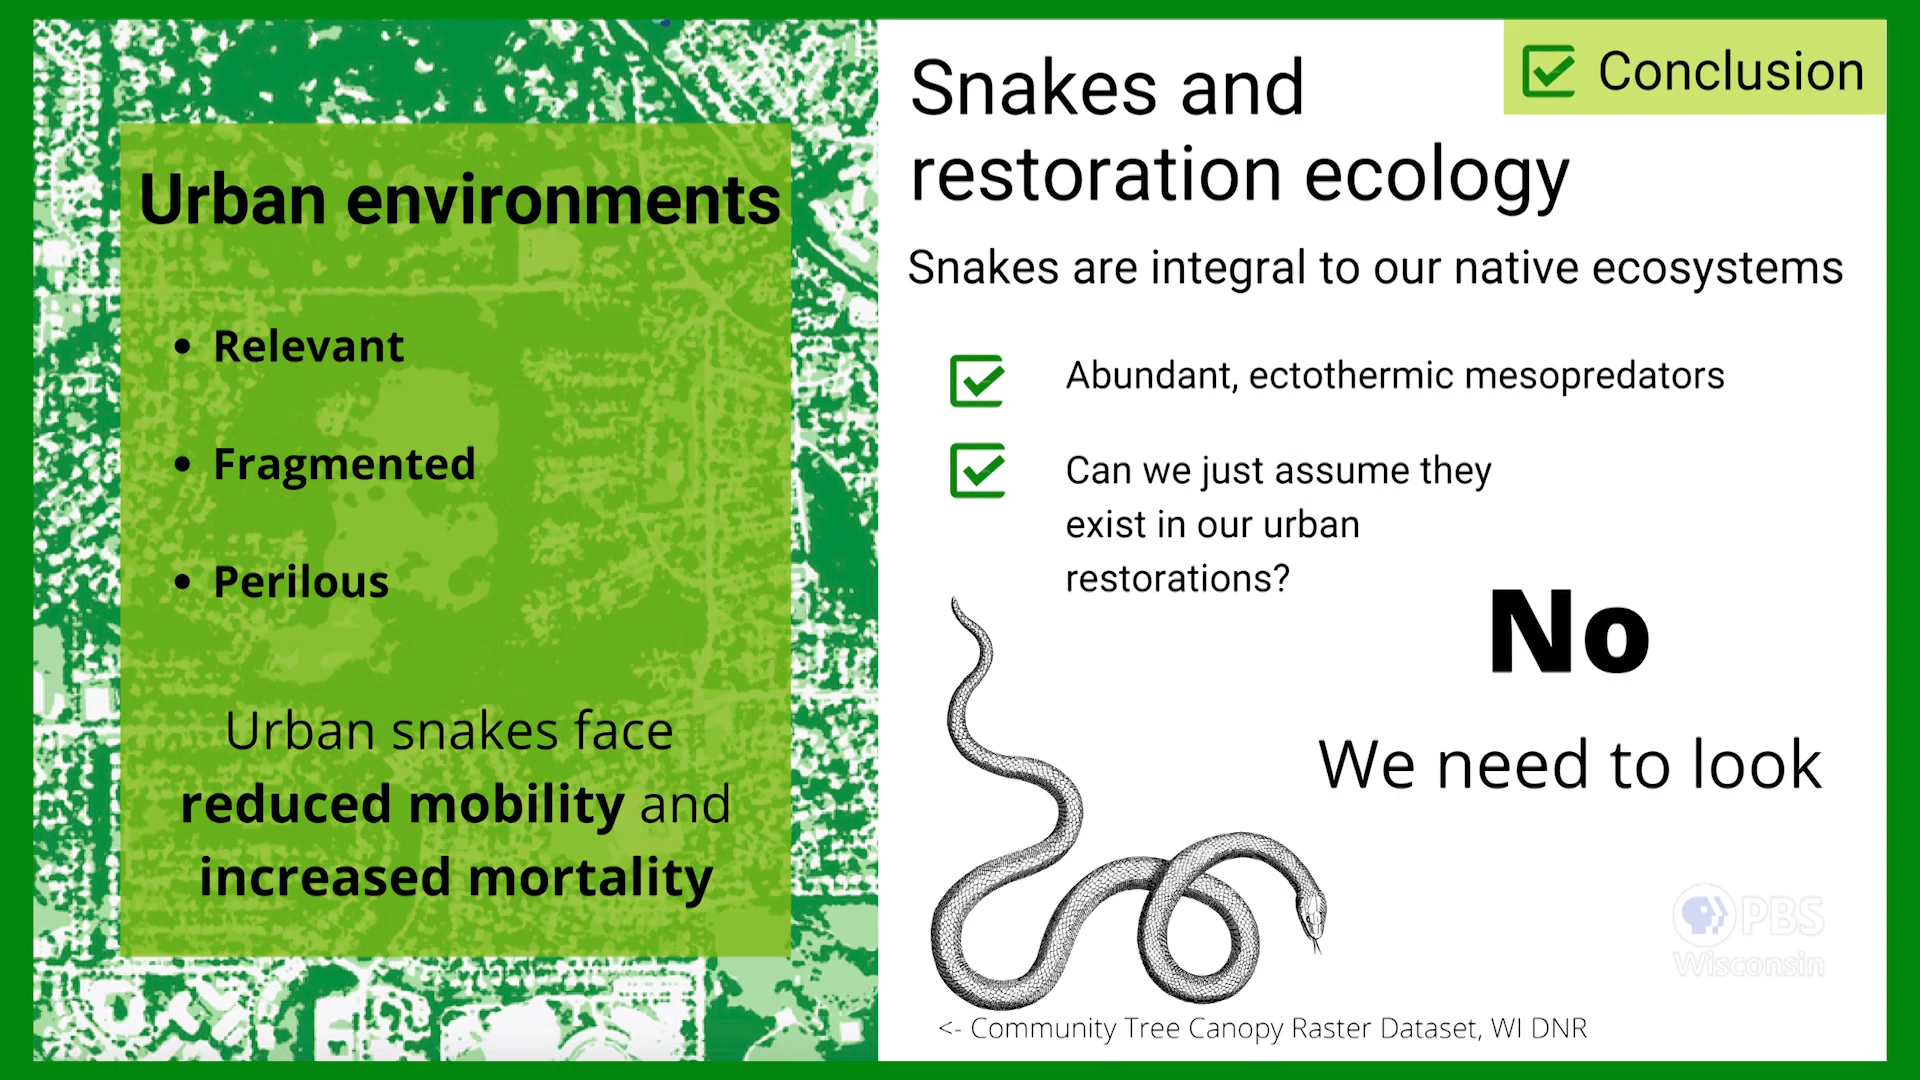 Urban environments
• Relevant
• Fragmented
• Perilous
Urban snakes face
reduced mobility and
increased mortality
Conclusion
Snakes and
restoration ecology
Snakes are integral to our native ecosystems
Abundant, ectothermic mesopredators
Can we just assume they
exist in our urban
restorations?
No
We need to look
PBS
Wisconsin
<- Community Tree Canopy Raster Dataset, WI DNR